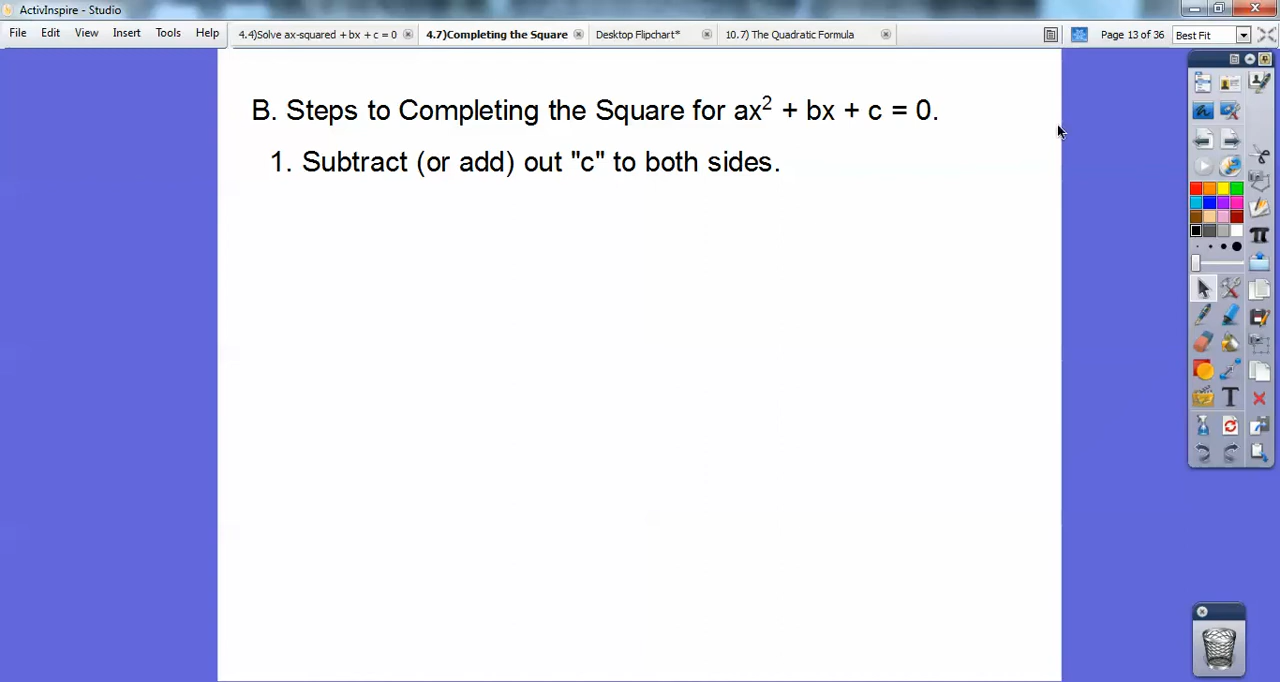 ActivInspire - Studio
File Edit View Insert Tools Help
4.4)Solve ax-squared + bx + c = 0 4.7)Completing the Square Desktop Flipchart* 10.7) The Quadratic Formula Page 13 of 36 Best Fit
B. Steps to Completing the Square for ax² + bx + c = 0.
1. Subtract (or add) out "c" to both sides.